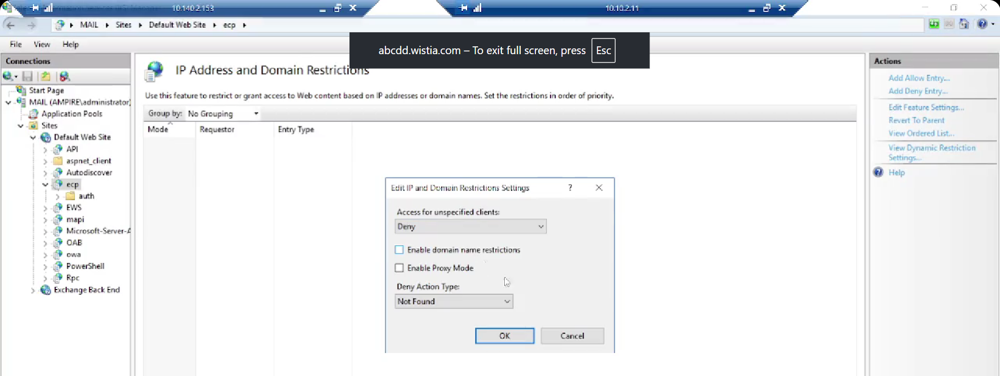 10.140.2.153
10.10.2.11
MAIL Sites Default Web Site ecp
File View Help
abcdd.wistia.com – To exit full screen, press Esc
Connections
Start Page
MAIL (AMPIRE\administrator)
Application Pools
Sites
Default Web Site
API
aspnet_client
Autodiscover
ecp
auth
EWS
mapi
Microsoft-Server-A
OAB
owa
PowerShell
Rpc
Exchange Back End
IP Address and Domain Restrictions
Use this feature to restrict or grant access to Web content based on IP addresses or domain names. Set the restrictions in order of priority.
Group by: No Grouping
Mode Requestor Entry Type
Edit IP and Domain Restrictions Settings ?
Access for unspecified clients:
Deny
Enable domain name restrictions
Enable Proxy Mode
Deny Action Type:
Not Found
OK Cancel
Actions
Add Allow Entry...
Add Deny Entry...
Edit Feature Settings...
Revert To Parent
View Ordered List...
View Dynamic Restriction
Settings...
Help